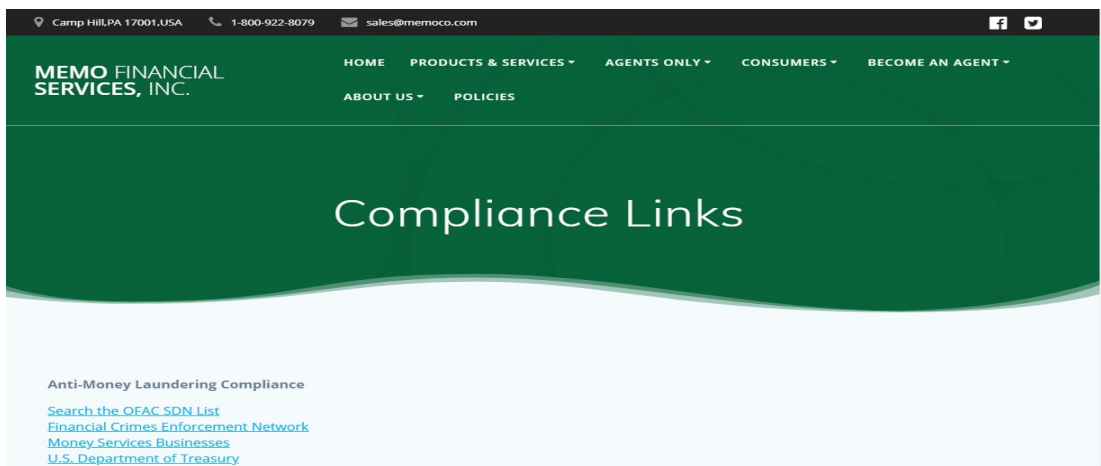 Camp Hill,PA 17001,USA 1-800-922-8079 sales@memoco.com
MEMO FINANCIAL
SERVICES, INC.
HOME PRODUCTS & SERVICES AGENTS ONLY CONSUMERS BECOME AN AGENT
ABOUT US POLICIES
Compliance Links
Anti-Money Laundering Compliance
Search the OFAC SDN List
Financial Crimes Enforcement Network
Money Services Businesses
U.S. Department of Treasury